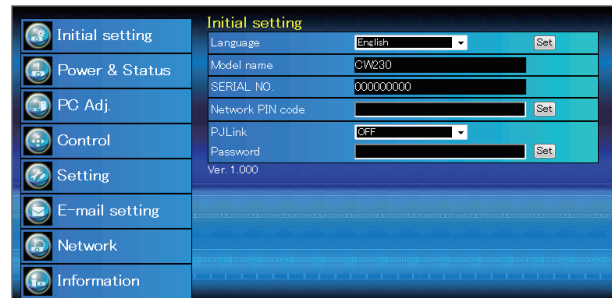 Initial setting
Power & Status
PC Adj.
Control
Setting
E-mail setting
Network
Information
Initial setting
Language English Set
Model name CW230
SERIAL NO. 000000000
Network PIN code Set
PJLink OFF
Password Set
Ver. 1.000